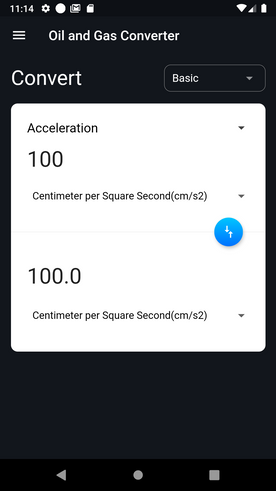 11:14
Oil and Gas Converter
Convert
Basic
Acceleration
100
Centimeter per Square Second(cm/s2)
100.0
Centimeter per Square Second(cm/s2)